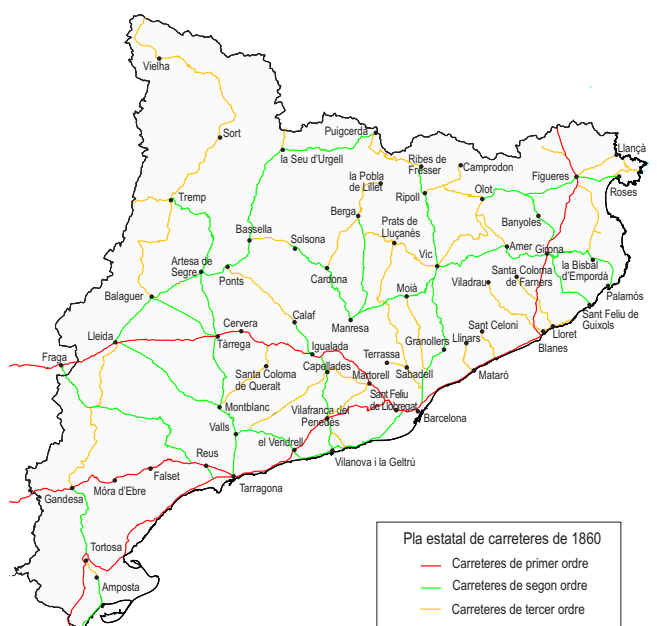 Vielha
Sort
Puigcerda
la Seu d'Urgell
Ribes de
Fresser
Camprodon
Llançà
Figueres
Roses
la Pobla
de Lillet
Ripoll
Olot
Tremp
Berga
Banyoles
Bassella
Prats de
Lluçanès
Solsona
Vic
Amer
Girona
Artesa de
Segre
Ponts
Cardona
la Bisbal
d'Empordà
Santa Coloma
de Farners
Viladrau
Palamós
Balaguer
Moià
Sant Feliu de
Guixols
Calaf
Manresa
Sant Celoni
Lloret
Cervera
Tàrrega
Lleida
Igualada
Granollers
Llinars
Blanes
Fraga
Terrassa
Capellades
Santa Coloma
de Queralt
Martorell
Sabadell
Mataró
Sant Feliu
de Llobregat
Montblanc
Vilafranca del
Penedès
Barcelona
Valls
el Vendrell
Vilanova i la Geltrú
Reus
Falset
Móra d'Ebre
Gandesa
Tarragona
Tortosa
Amposta
Pla estatal de carreteres de 1860
Carreteres de primer ordre
Carreteres de segon ordre
Carreteres de tercer ordre